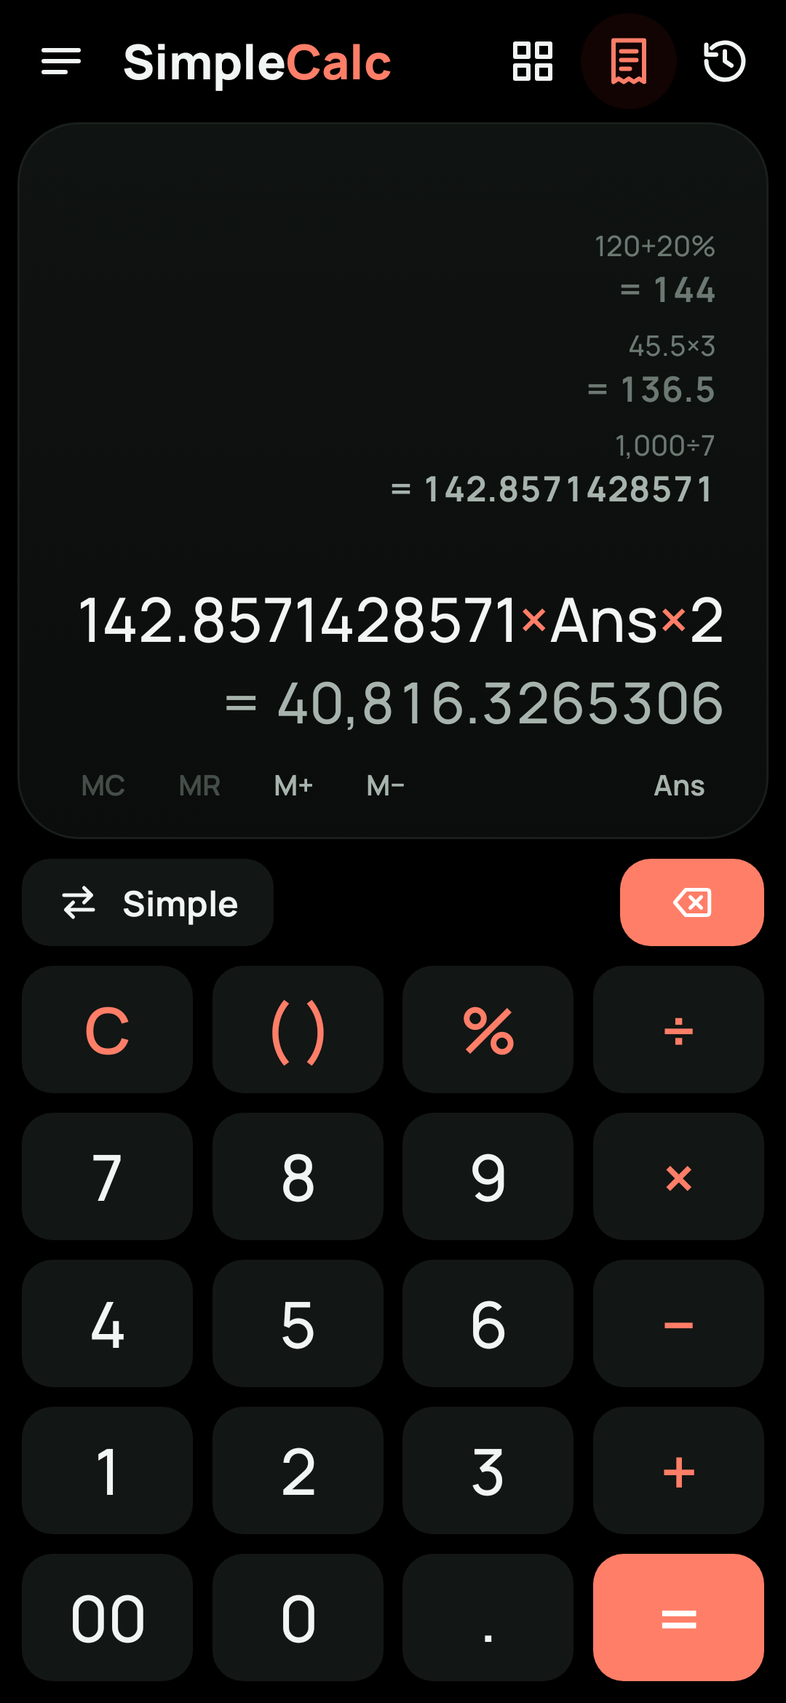 SimpleCalc
120+20%
= 144
45.5×3
= 136.5
1,000÷7
= 142.8571428571
142.8571428571×Ans×2
= 40,816.3265306
MC MR M+ M− Ans
Simple
C ( ) % ÷
7 8 9 ×
4 5 6 −
1 2 3 +
00 0 . =